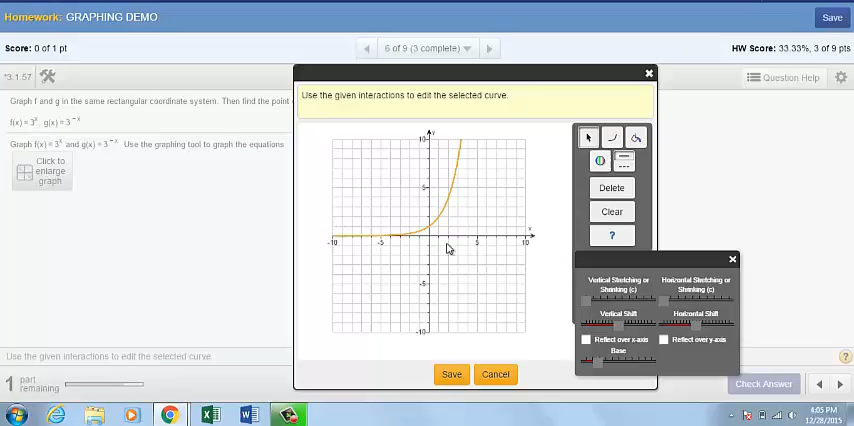 Homework: GRAPHING DEMO
Save
Score: 0 of 1 pt
6 of 9 (3 complete)
HW Score: 33.33%, 3 of 9 pts
*3.1.57
Question Help
Use the given interactions to edit the selected curve.
Graph f and g in the same rectangular coordinate system. Then find the point
f(x) = 3^x, g(x) = 3^-x
Graph f(x) = 3^x and g(x) = 3^-x Use the graphing tool to graph the equations
Click to
enlarge
graph
y
10
5
x
-10
-5
5
10
-5
-10
Delete
Clear
?
Vertical Stretching or
Shrinking (c)
Horizontal Stretching or
Shrinking (c)
Vertical Shift
Horizontal Shift
Reflect over x-axis
Reflect over y-axis
Base
Save
Cancel
Use the given interactions to edit the selected curve
?
1 part
remaining
Check Answer
4:05 PM
12/28/2015